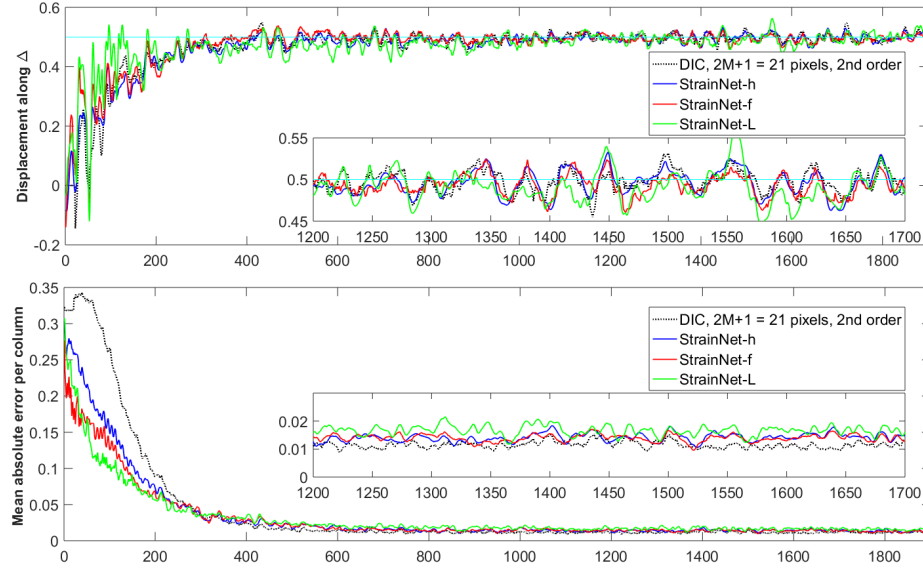 Displacement along Δ
0.6
0.4
0.2
0
-0.2
DIC, 2M+1 = 21 pixels, 2nd order
StrainNet-h
StrainNet-f
StrainNet-L
0.55
0.5
0.45
1200 1250 1300 1350 1400 1450 1500 1550 1600 1650 1700
0 200 400 600 800 1000 1200 1400 1600 1800
Mean absolute error per column
0.35
0.3
0.25
0.2
0.15
0.1
0.05
0
DIC, 2M+1 = 21 pixels, 2nd order
StrainNet-h
StrainNet-f
StrainNet-L
0.02
0.01
0
1200 1250 1300 1350 1400 1450 1500 1550 1600 1650 1700
0 200 400 600 800 1000 1200 1400 1600 1800